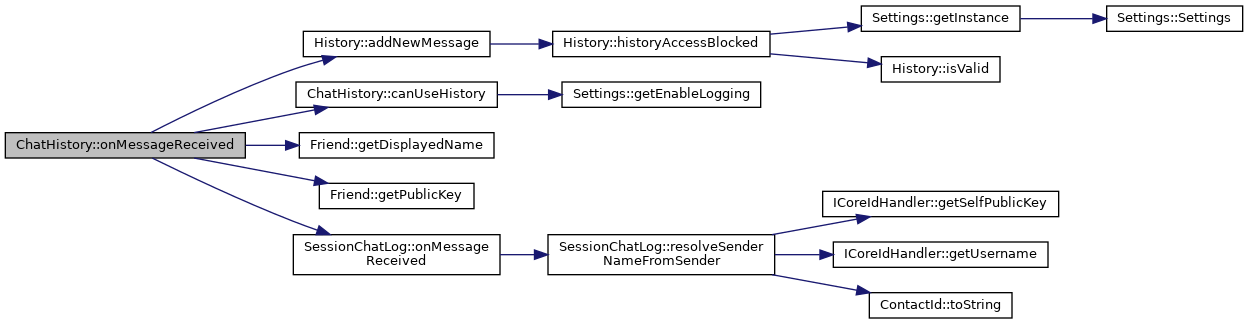 ChatHistory::onMessageReceived
History::addNewMessage
History::historyAccessBlocked
Settings::getInstance
Settings::Settings
History::isValid
ChatHistory::canUseHistory
Settings::getEnableLogging
Friend::getDisplayedName
Friend::getPublicKey
SessionChatLog::onMessage
Received
SessionChatLog::resolveSender
NameFromSender
ICoreIdHandler::getSelfPublicKey
ICoreIdHandler::getUsername
ContactId::toString